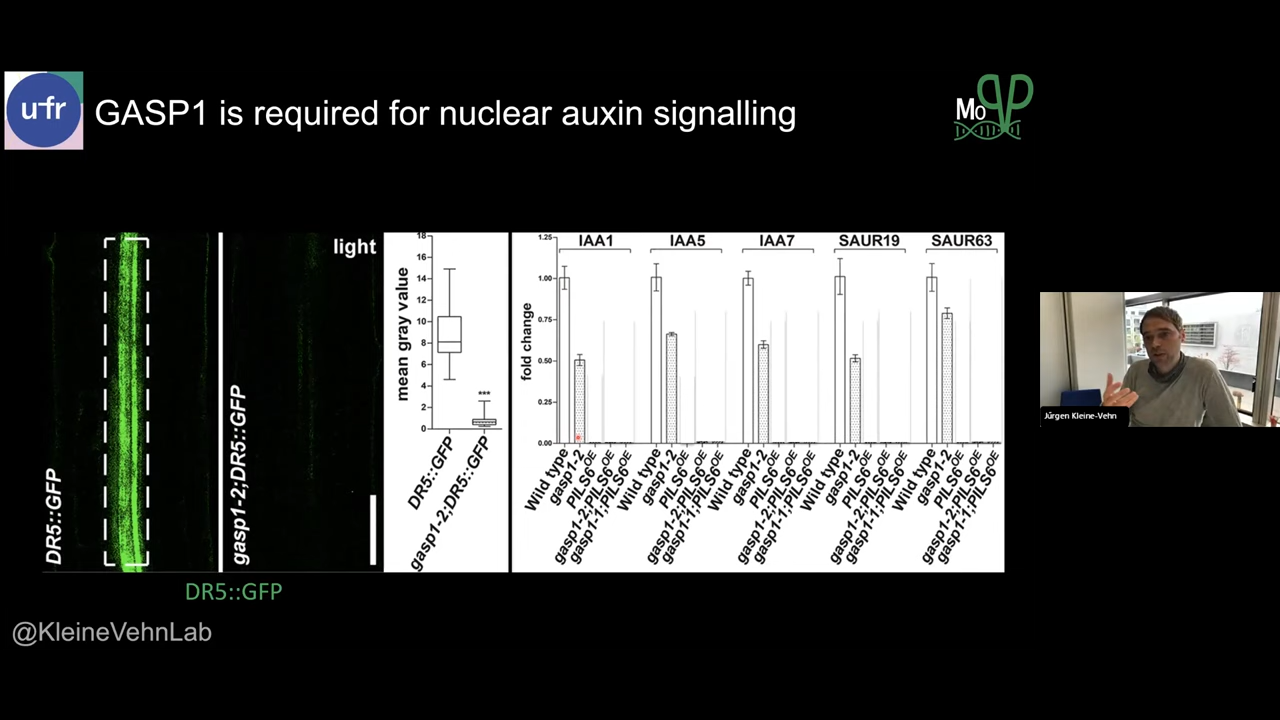 u-fr
GASP1 is required for nuclear auxin signalling
Mo
light
DR5::GFP
gasp1-2;DR5::GFP
mean gray value
18
16
14
12
10
8
6
4
2
0
***
DR5::GFP
gasp1-2;DR5::GFP
fold change
1.25
1.00
0.75
0.50
0.25
0.00
IAA1
IAA5
IAA7
SAUR19
SAUR63
Wild type
gasp1-2
PILS6OE
gasp1-2;PILS6OE
gasp1-1;PILS6OE
Wild type
gasp1-2
PILS6OE
gasp1-2;PILS6OE
gasp1-1;PILS6OE
Wild type
gasp1-2
PILS6OE
gasp1-2;PILS6OE
gasp1-1;PILS6OE
Wild type
gasp1-2
PILS6OE
gasp1-2;PILS6OE
gasp1-1;PILS6OE
Wild type
gasp1-2
PILS6OE
gasp1-2;PILS6OE
gasp1-1;PILS6OE
Jürgen Kleine-Vehn
DR5::GFP
@KleineVehnLab